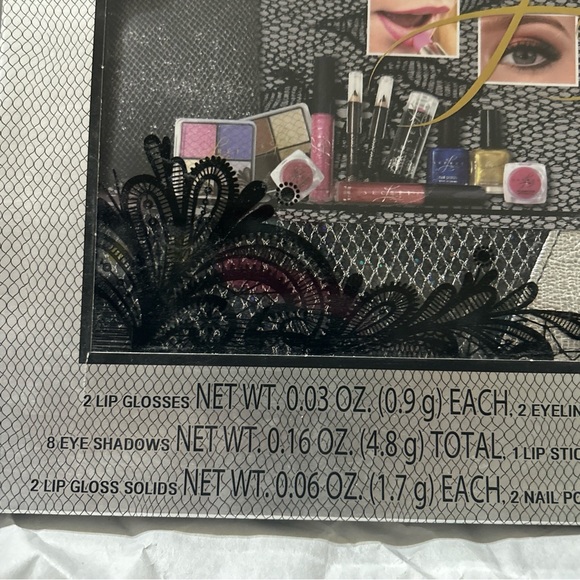 2 LIP GLOSSES NET WT. 0.03 OZ. (0.9 g) EACH, 2 EYELIN
8 EYE SHADOWS NET WT. 0.16 OZ. (4.8 g) TOTAL, 1 LIP STIC
2 LIP GLOSS SOLIDS NET WT. 0.06 OZ. (1.7 g) EACH, 2 NAIL PO